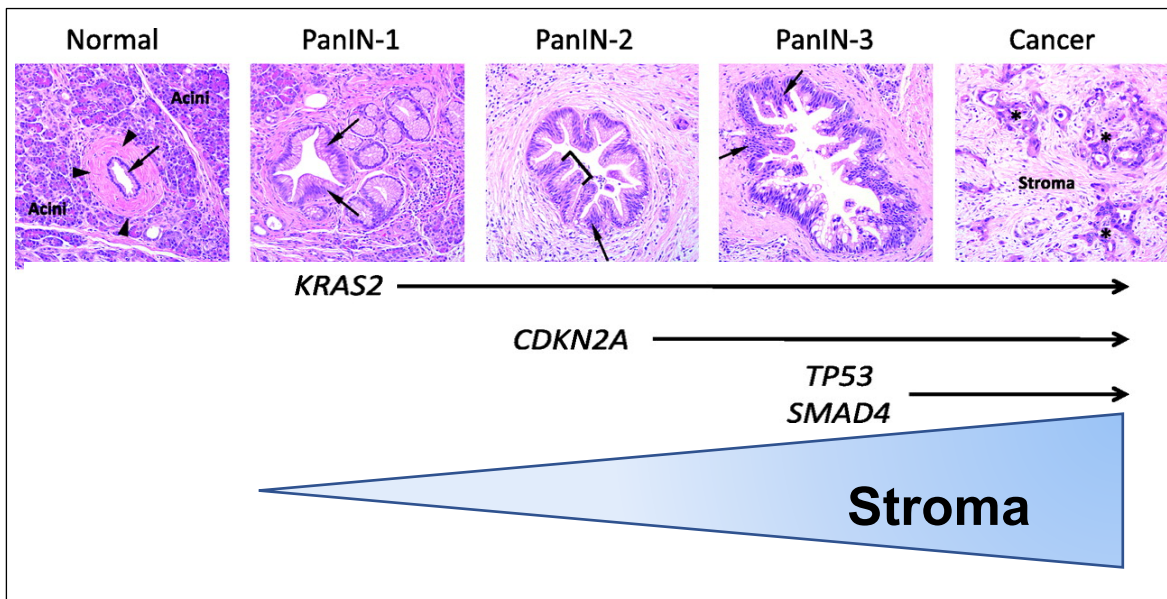 Normal PanIN-1 PanIN-2 PanIN-3 Cancer
Acini
Acini
Stroma
* * *
KRAS2
CDKN2A
TP53
SMAD4
Stroma